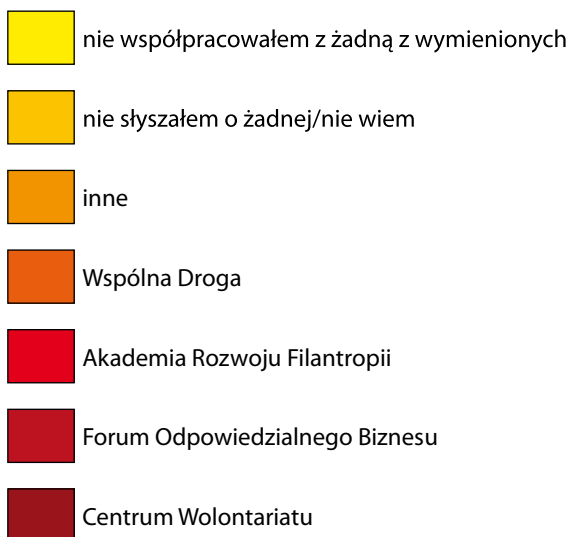 nie współpracowałem z żadną z wymienionych
nie słyszałem o żadnej/nie wiem
inne
Wspólna Droga
Akademia Rozwoju Filantropii
Forum Odpowiedzialnego Biznesu
Centrum Wolontariatu